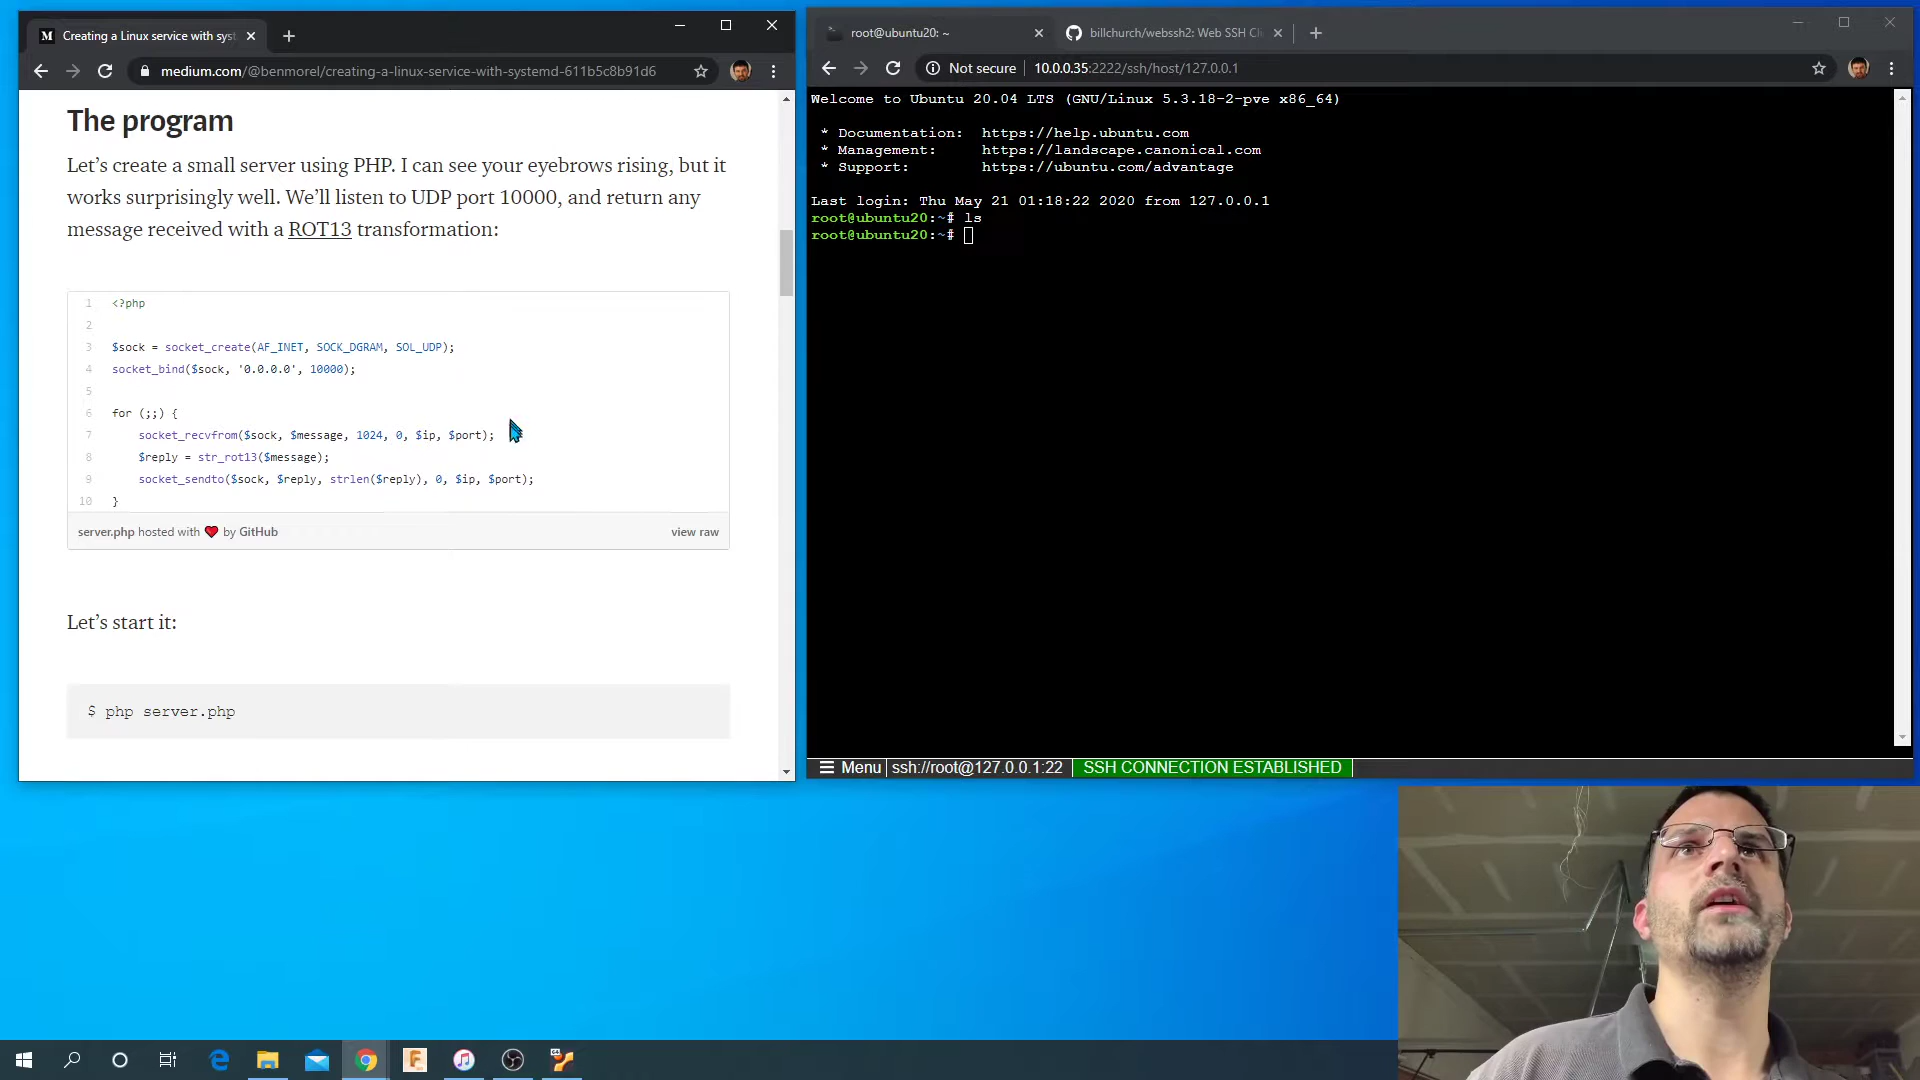 Creating a Linux service with syst
medium.com/@benmorel/creating-a-linux-service-with-systemd-611b5c8b91d6
The program
Let’s create a small server using PHP. I can see your eyebrows rising, but it
works surprisingly well. We’ll listen to UDP port 10000, and return any
message received with a ROT13 transformation:
1 <?php
2
3 $sock = socket_create(AF_INET, SOCK_DGRAM, SOL_UDP);
4 socket_bind($sock, '0.0.0.0', 10000);
5
6 for (;;) {
7 socket_recvfrom($sock, $message, 1024, 0, $ip, $port);
8 $reply = str_rot13($message);
9 socket_sendto($sock, $reply, strlen($reply), 0, $ip, $port);
10 }
server.php hosted with ❤ by GitHub view raw
Let’s start it:
$ php server.php
root@ubuntu20: ~
billchurch/webssh2: Web SSH Cli
Not secure 10.0.0.35:2222/ssh/host/127.0.0.1
Welcome to Ubuntu 20.04 LTS (GNU/Linux 5.3.18-2-pve x86_64)
* Documentation: https://help.ubuntu.com
* Management: https://landscape.canonical.com
* Support: https://ubuntu.com/advantage
Last login: Thu May 21 01:18:22 2020 from 127.0.0.1
root@ubuntu20:~# ls
root@ubuntu20:~#
Menu ssh://root@127.0.0.1:22 SSH CONNECTION ESTABLISHED